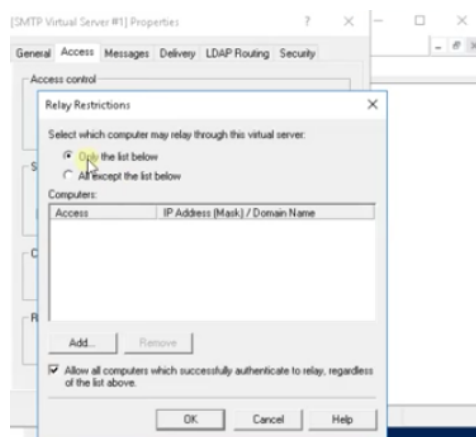 [SMTP Virtual Server #1] Properties
General Access Messages Delivery LDAP Routing Security
Access control
Relay Restrictions
Select which computer may relay through this virtual server:
Only the list below
All except the list below
Computers:
Access IP Address (Mask) / Domain Name
Add... Remove
Allow all computers which successfully authenticate to relay, regardless
of the list above.
OK Cancel Help